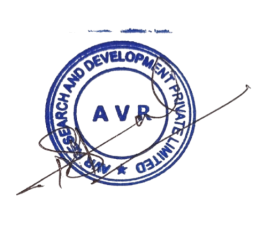 AVR RESEARCH AND DEVELOPMENT PRIVATE LIMITED
A V R